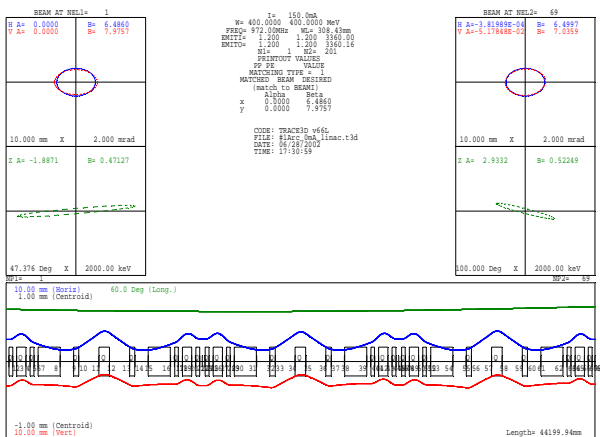 BEAM AT NEL1= 1
H A= 0.0000 B= 6.4860
V A= 0.0000 B= 7.9757
10.000 mm X 2.000 mrad
Z A= -1.8871 B= 0.47127
47.376 Deg X 2000.00 keV
NP1= 1
I= 150.0mA
W= 400.0000 400.0000 MeV
FREQ= 972.00MHz WL= 308.43mm
EMITI= 1.200 1.200 3360.00
EMITO= 1.200 1.200 3360.16
N1= 1 N2= 201
PRINTOUT VALUES
PP PE VALUE
MATCHING TYPE = 1
MATCHED BEAM DESIRED
(match to BEAMI)
Alpha Beta
x 0.0000 6.4860
y 0.0000 7.9757
CODE: TRACE3D v66L
FILE: #1Arc_0mA_linac.t3d
DATE: 06/28/2002
TIME: 17:30:59
BEAM AT NEL2= 69
H A=-3.81989E-04 B= 6.4997
V A=-5.17848E-02 B= 7.0359
10.000 mm X 2.000 mrad
Z A= 2.9332 B= 0.52249
100.000 Deg X 2000.00 keV
NP2= 69
10.00 mm (Horiz) 60.0 Deg (Long.)
1.00 mm (Centroid)
-1.00 mm (Centroid)
10.00 mm (Vert)
Length= 44199.94mm